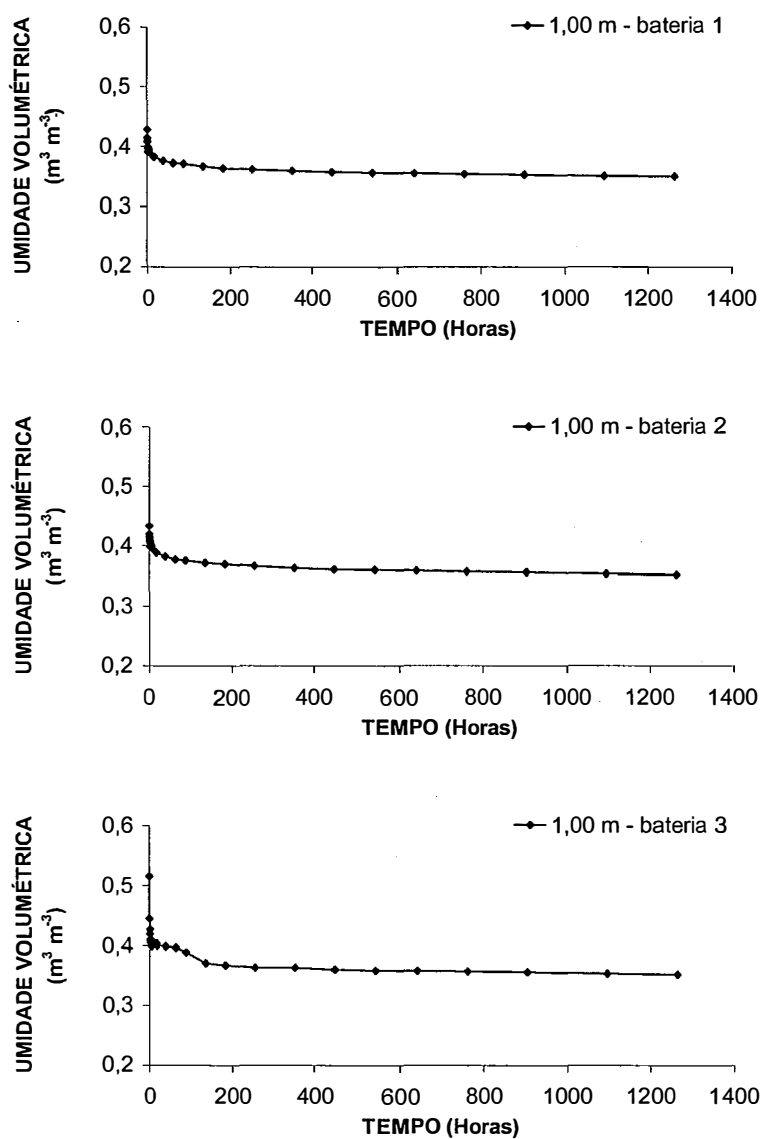 1,00 m - bateria 1
UMIDADE VOLUMÉTRICA
(m³ m⁻³)
0,6
0,5
0,4
0,3
0,2
0 200 400 600 800 1000 1200 1400
TEMPO (Horas)
1,00 m - bateria 2
UMIDADE VOLUMÉTRICA
(m³ m⁻³)
0,6
0,5
0,4
0,3
0,2
0 200 400 600 800 1000 1200 1400
TEMPO (Horas)
1,00 m - bateria 3
UMIDADE VOLUMÉTRICA
(m³ m⁻³)
0,6
0,5
0,4
0,3
0,2
0 200 400 600 800 1000 1200 1400
TEMPO (Horas)